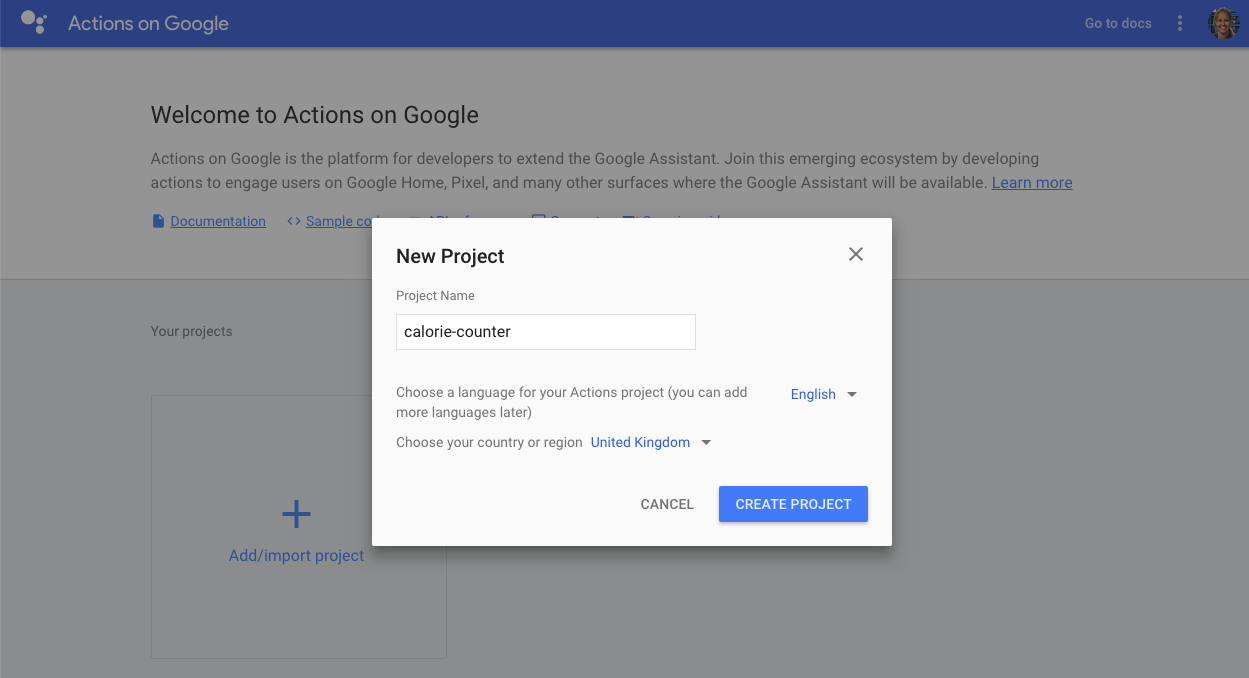 Actions on Google
Go to docs
Welcome to Actions on Google
Actions on Google is the platform for developers to extend the Google Assistant. Join this emerging ecosystem by developing
actions to engage users on Google Home, Pixel, and many other surfaces where the Google Assistant will be available. Learn more
Documentation
Sample
New Project
Project Name
calorie-counter
Choose a language for your Actions project (you can add
more languages later)
English
Choose your country or region United Kingdom
CANCEL
CREATE PROJECT
Your projects
Add/import project